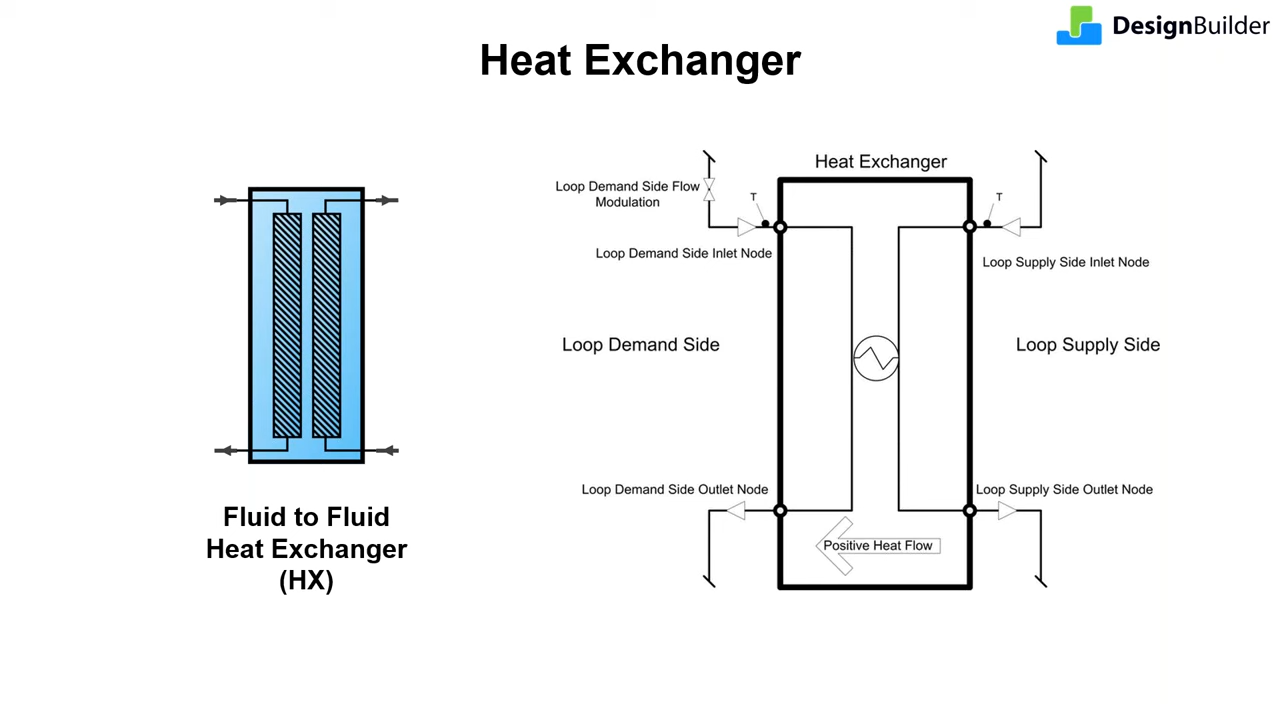 DesignBuilder
Heat Exchanger
Heat Exchanger
Loop Demand Side Flow
Modulation
T
T
Loop Demand Side Inlet Node
Loop Supply Side Inlet Node
Loop Demand Side
Loop Supply Side
Loop Demand Side Outlet Node
Loop Supply Side Outlet Node
Positive Heat Flow
Fluid to Fluid
Heat Exchanger
(HX)